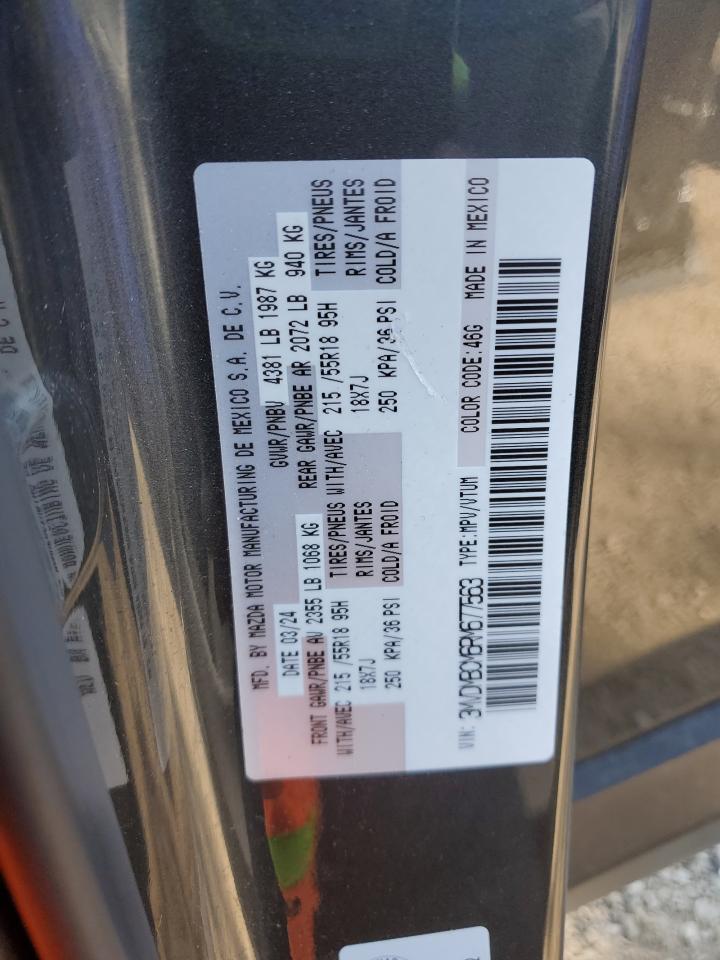 MFD. BY MAZDA MOTOR MANUFACTURING DE MEXICO S.A. DE C.V.
DATE 03/24 GVWR/PNBV 4381 LB 1987 KG
FRONT GAWR/PNBE AV 2355 LB 1068 KG REAR GAWR/PNBE AR 2072 LB 940 KG
WITH/AVEC 215 /55R18 95H TIRES/PNEUS WITH/AVEC 215 /55R18 95H TIRES/PNEUS
18X7J RIMS/JANTES 18X7J RIMS/JANTES
250 KPA/36 PSI COLD/A FROID 250 KPA/36 PSI COLD/A FROID
VIN: 3MVDMBCM6RM677563 TYPE:MPV/VTUM COLOR CODE:46G MADE IN MEXICO